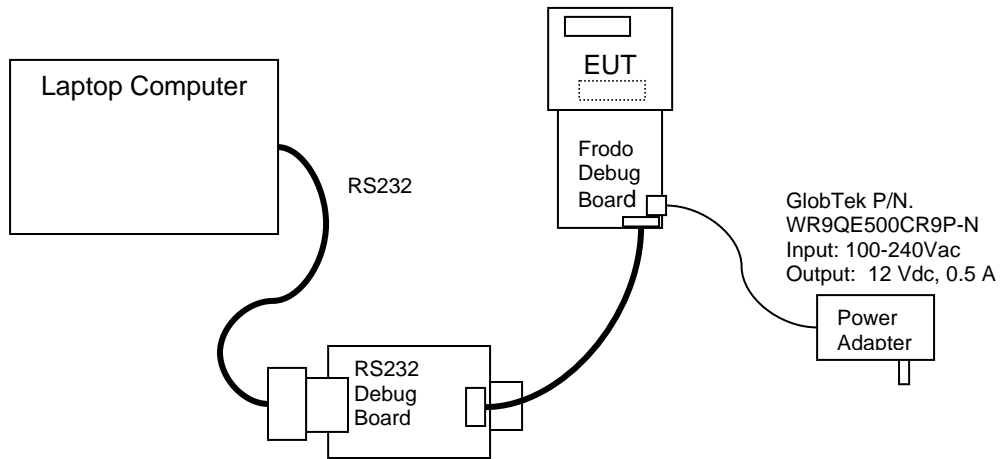 Laptop Computer
EUT
Frodo
Debug
Board
RS232
GlobTek P/N.
WR9QE500CR9P-N
Input: 100-240Vac
Output:  12 Vdc, 0.5 A
Power
Adapter
RS232
Debug
Board